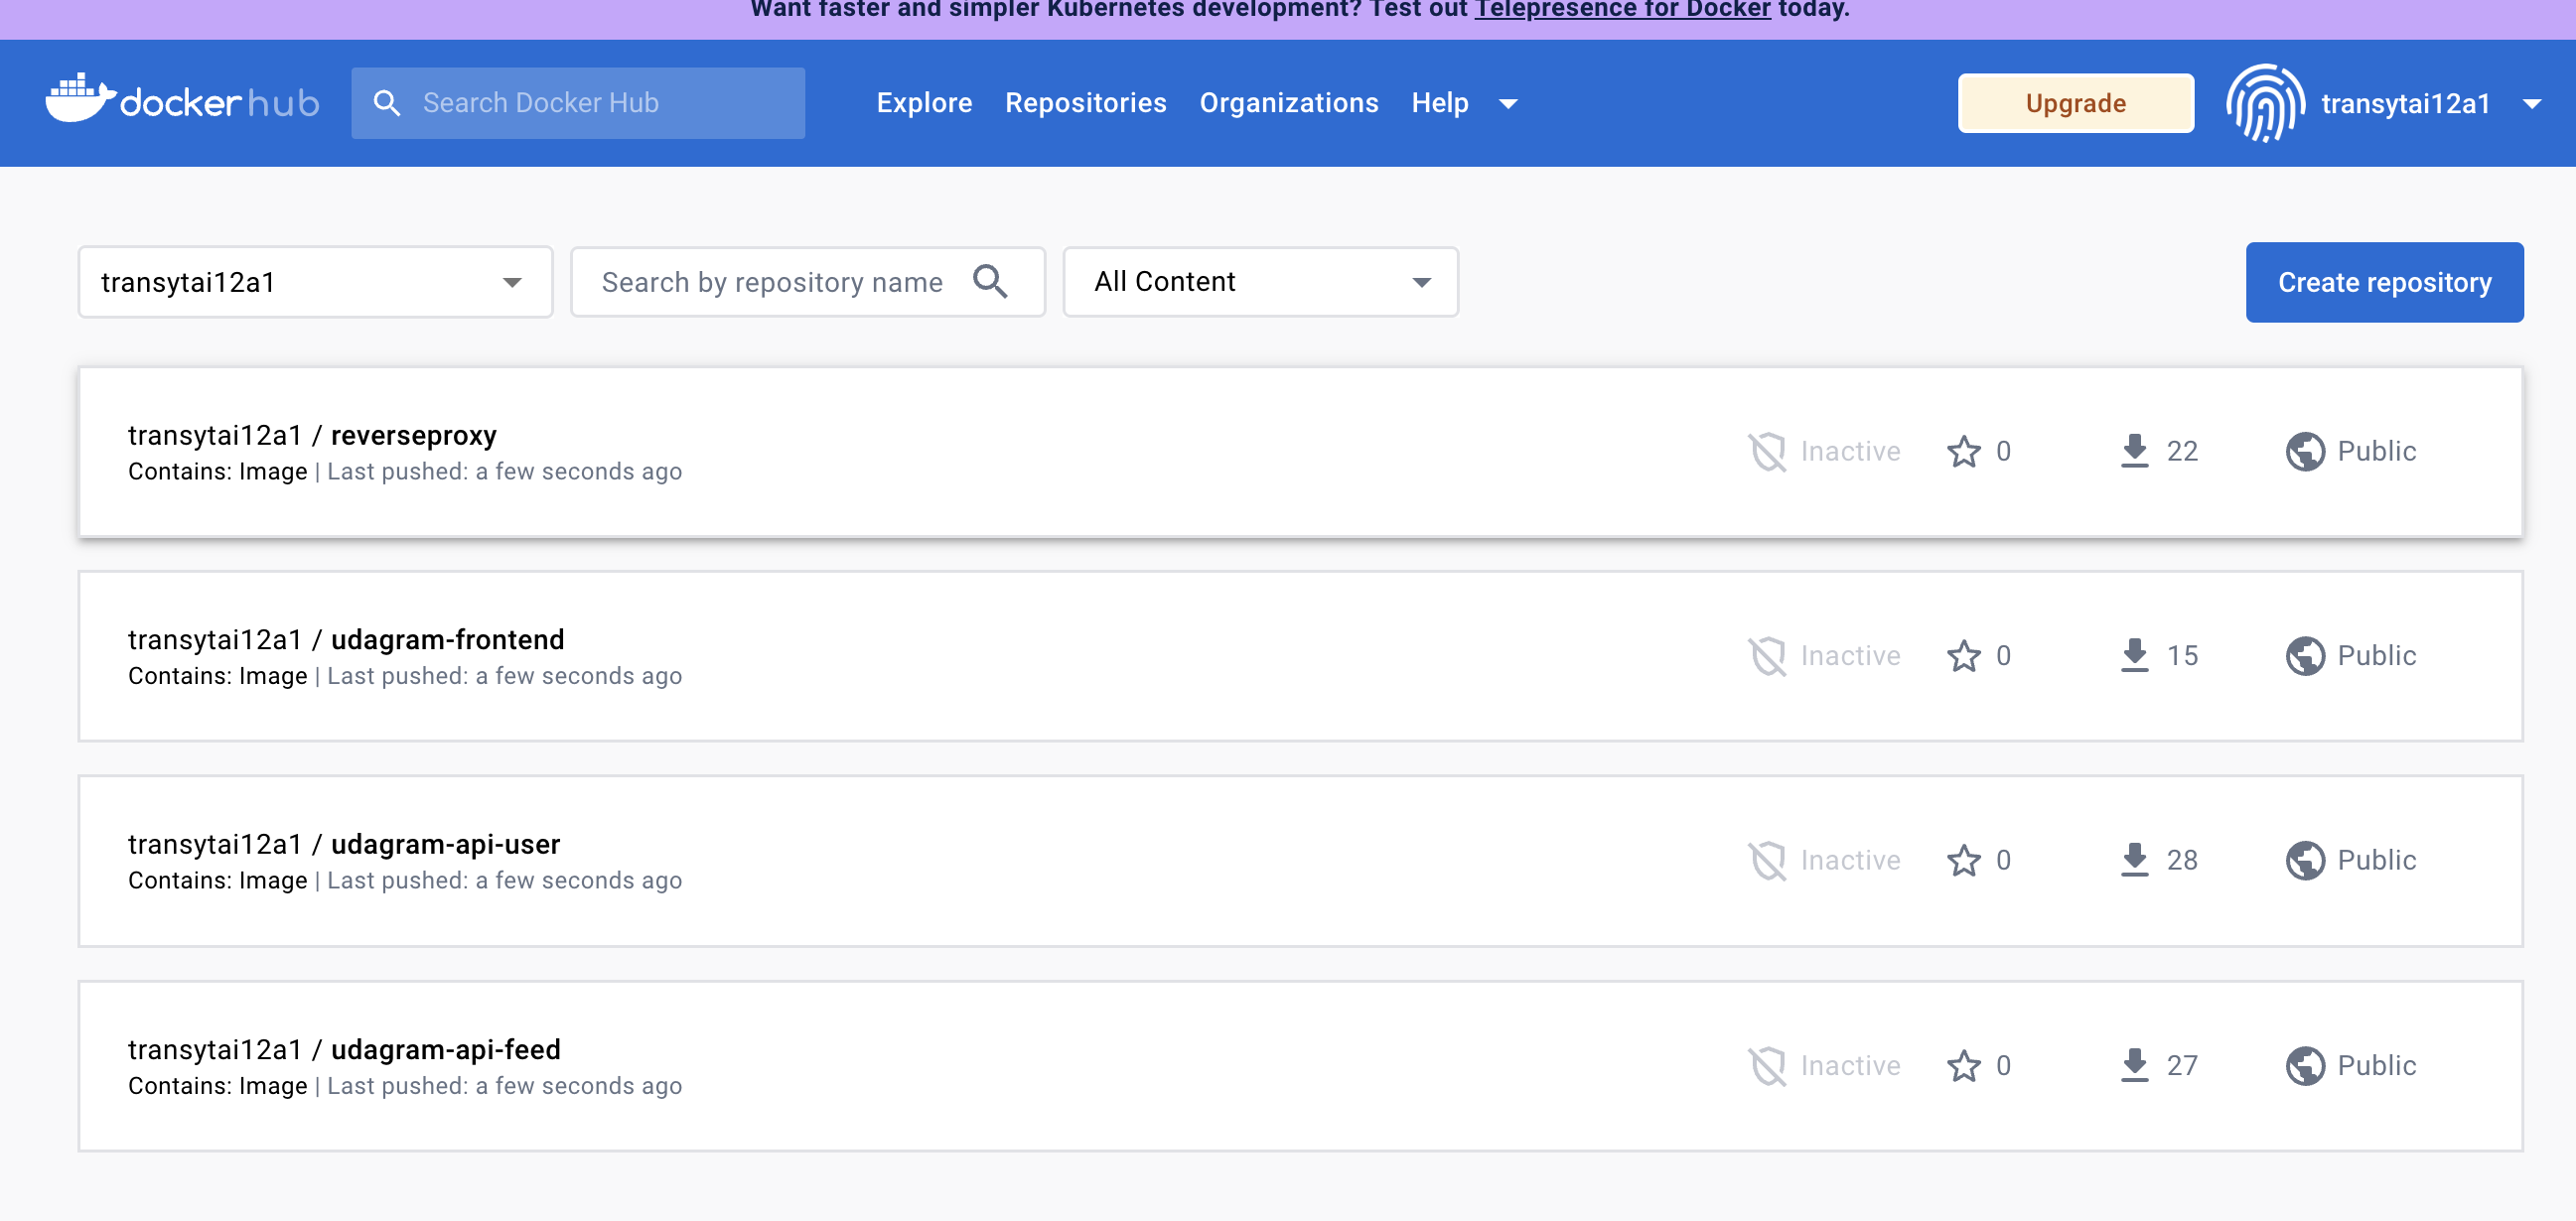 Want faster and simpler Kubernetes development? Test out Telepresence for Docker today.
dockerhub
Search Docker Hub
Explore Repositories Organizations Help
Upgrade
transytai12a1
transytai12a1
Search by repository name
All Content
Create repository
transytai12a1 / reverseproxy
Contains: Image | Last pushed: a few seconds ago
Inactive 0 22 Public
transytai12a1 / udagram-frontend
Contains: Image | Last pushed: a few seconds ago
Inactive 0 15 Public
transytai12a1 / udagram-api-user
Contains: Image | Last pushed: a few seconds ago
Inactive 0 28 Public
transytai12a1 / udagram-api-feed
Contains: Image | Last pushed: a few seconds ago
Inactive 0 27 Public